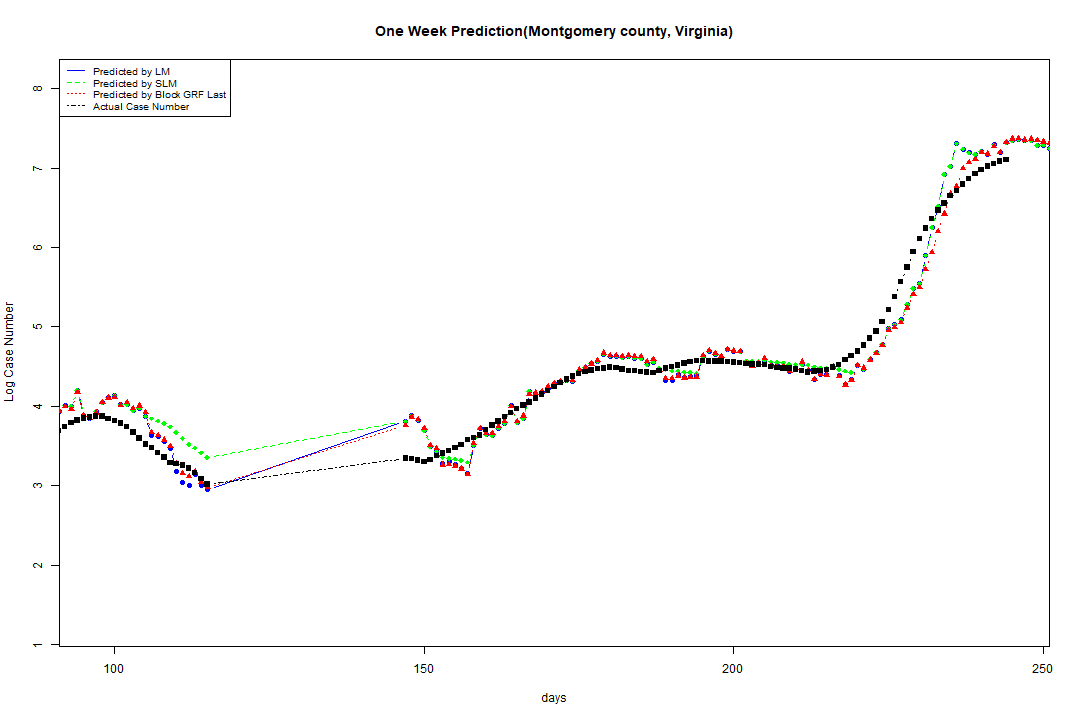 One Week Prediction(Montgomery county, Virginia)
Predicted by LM
Predicted by SLM
Predicted by Block GRF Last
Actual Case Number
8
7
6
5
4
3
2
1
Log Case Number
100 150 200 250
days